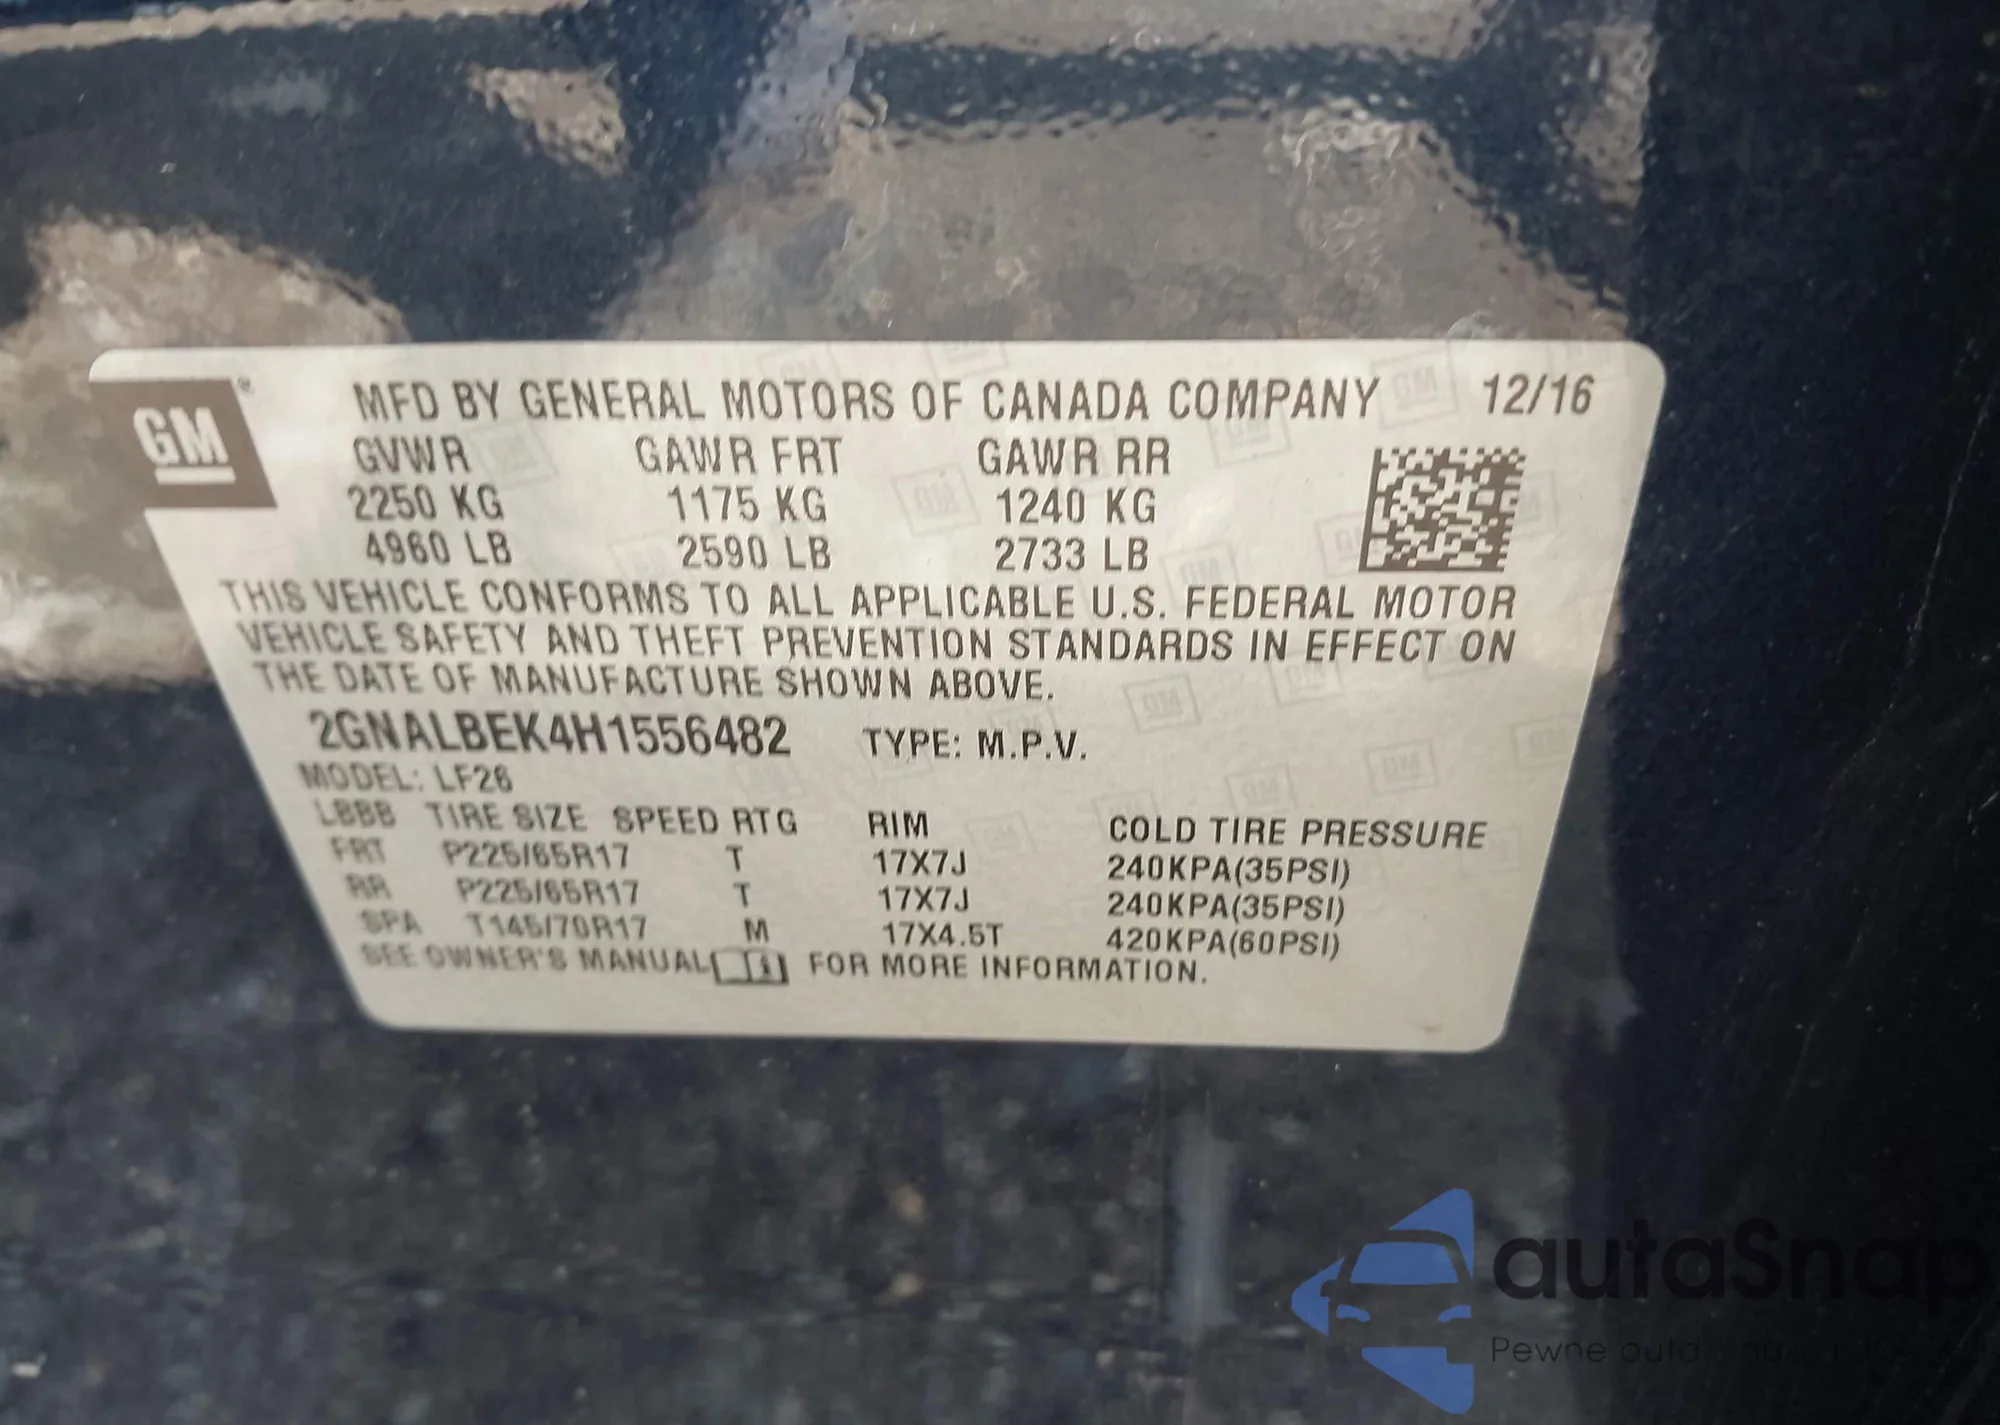 GM ® MFD BY GENERAL MOTORS OF CANADA COMPANY 12/16
GVWR GAWR FRT GAWR RR
2250 KG 1175 KG 1240 KG
4960 LB 2590 LB 2733 LB
THIS VEHICLE CONFORMS TO ALL APPLICABLE U.S. FEDERAL MOTOR
VEHICLE SAFETY AND THEFT PREVENTION STANDARDS IN EFFECT ON
THE DATE OF MANUFACTURE SHOWN ABOVE.
2GNALBEK4H1556482 TYPE: M.P.V.
MODEL: LF26
LBBB TIRE SIZE SPEED RTG RIM COLD TIRE PRESSURE
FRT P225/65R17 T 17X7J 240KPA(35PSI)
RR P225/65R17 T 17X7J 240KPA(35PSI)
SPA T145/70R17 M 17X4.5T 420KPA(60PSI)
SEE OWNER'S MANUAL FOR MORE INFORMATION.
autaSnap
Pewne auta